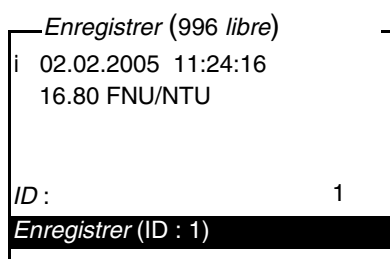 Enregistrer (996 libre)
i 02.02.2005 11:24:16
16.80 FNU/NTU
ID : 1
Enregistrer (ID : 1)